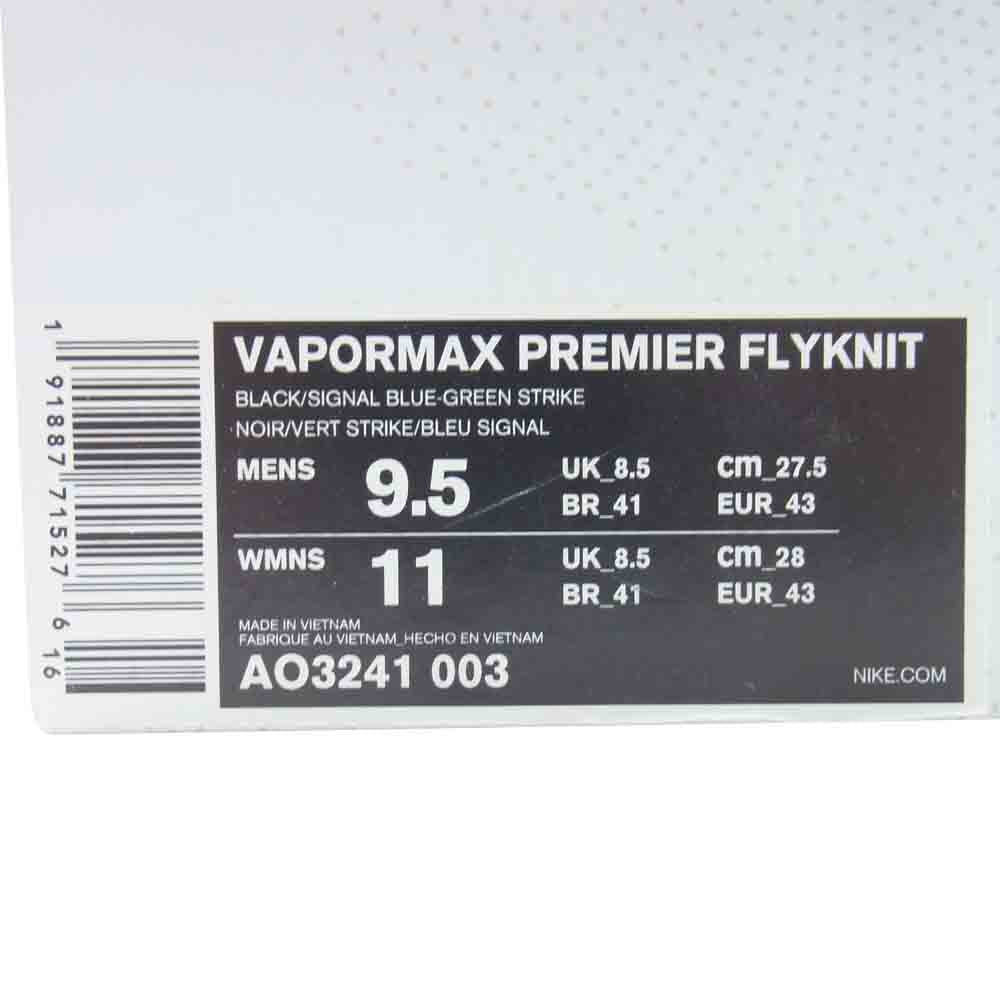 VAPORMAX PREMIER FLYKNIT
BLACK/SIGNAL BLUE-GREEN STRIKE
NOIR/VERT STRIKE/BLEU SIGNAL
MENS 9.5 UK_8.5 cm_27.5
BR_41 EUR_43
WMNS 11 UK_8.5 cm_28
BR_41 EUR_43
MADE IN VIETNAM
FABRIQUE AU VIETNAM_HECHO EN VIETNAM
AO3241 003 NIKE.COM
1 91887 71527 6 16